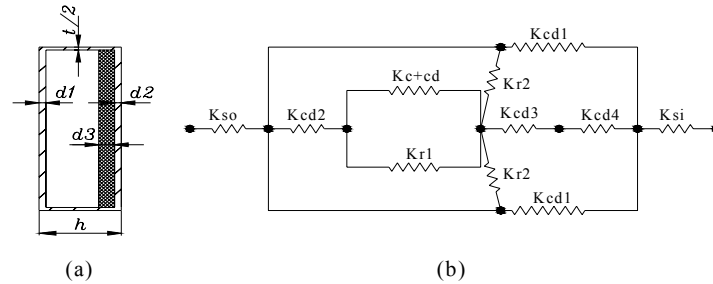 t/2
d1
d2
d3
h
(a)
Kso
Kcd2
Kc+cd
Kr1
Kr2
Kcd1
Kcd3
Kcd4
Ksi
Kr2
Kcd1
(b)